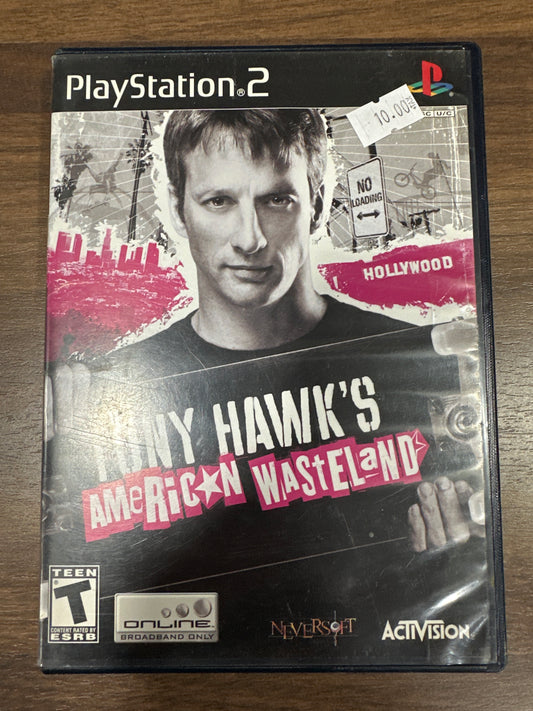 PlayStation®2
10.00
U/C
NO
LOADING
HOLLYWOOD
TONY HAWK'S
AMERICAN WASTELAND
TEEN
T
CONTENT RATED BY
ESRB
ONLINE
BROADBAND ONLY
NEVERSOFT
ACTIVISION